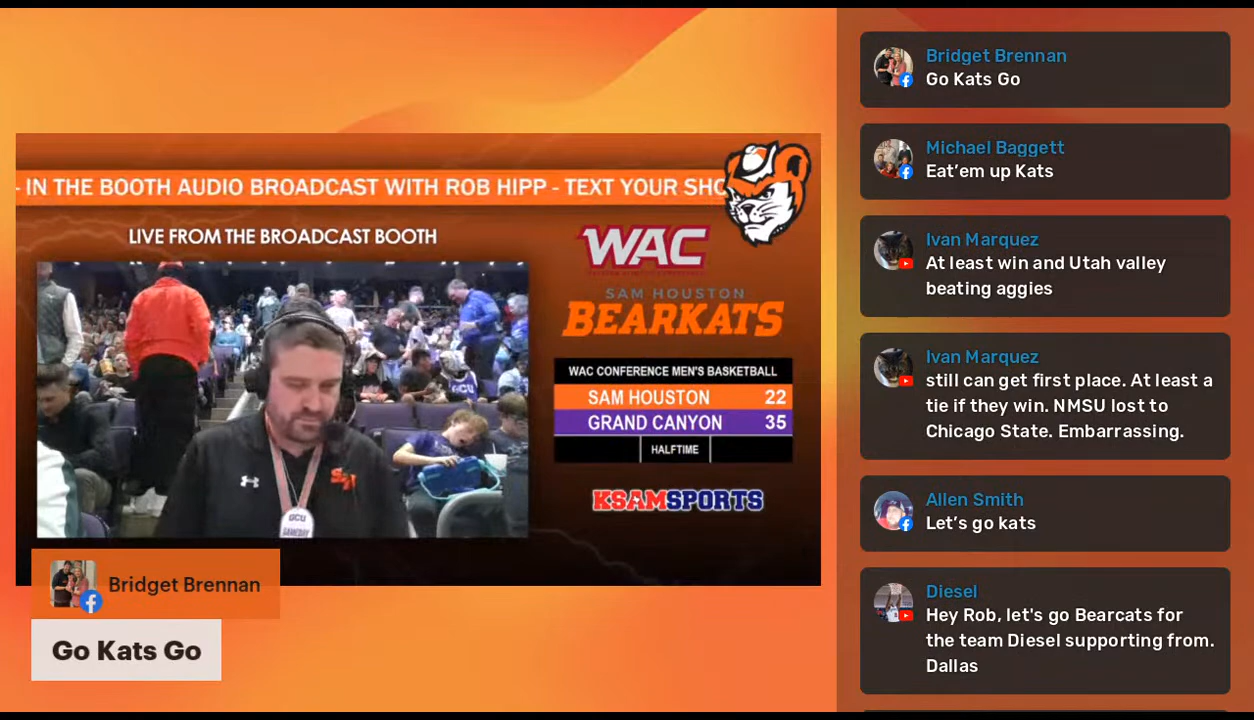 - IN THE BOOTH AUDIO BROADCAST WITH ROB HIPP - TEXT YOUR SHO
LIVE FROM THE BROADCAST BOOTH
WAC
SAM HOUSTON
BEARKATS
WAC CONFERENCE MEN'S BASKETBALL
SAM HOUSTON 22
GRAND CANYON 35
HALFTIME
KSAMSPORTS
GCU
SH
GCU
GAMEDAY
Bridget Brennan
Go Kats Go
Bridget Brennan
Go Kats Go
Michael Baggett
Eat’em up Kats
Ivan Marquez
At least win and Utah valley
beating aggies
Ivan Marquez
still can get first place. At least a
tie if they win. NMSU lost to
Chicago State. Embarrassing.
Allen Smith
Let’s go kats
Diesel
Hey Rob, let's go Bearcats for
the team Diesel supporting from.
Dallas